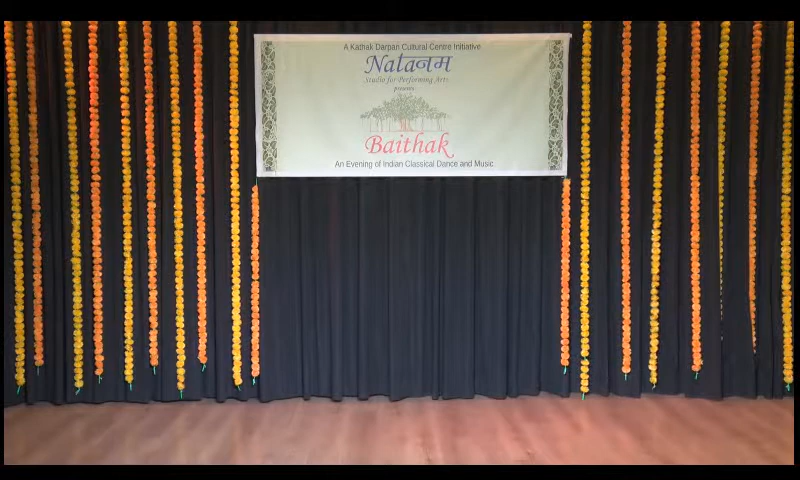 A Kathak Darpan Cultural Centre Initiative
Nataनम
Studio for Performing Arts
presents
Baithak
An Evening of Indian Classical Dance and Music